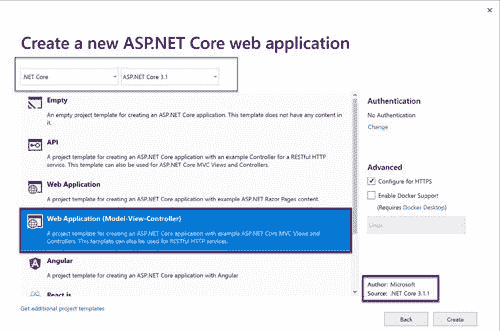 Create a new ASP.NET Core web application
.NET Core
ASP.NET Core 3.1
Empty
An empty project template for creating an ASP.NET Core application. This template does not have any content in
it.
API
A project template for creating an ASP.NET Core application with an example Controller for a RESTful HTTP
service. This template can also be used for ASP.NET Core MVC Views and Controllers.
Web Application
A project template for creating an ASP.NET Core application with example ASP.NET Razor Pages content.
Web Application (Model-View-Controller)
A project template for creating an ASP.NET Core application with example ASP.NET Core MVC Views and
Controllers. This template can also be used for RESTful HTTP services.
Angular
A project template for creating an ASP.NET Core application with Angular
React.js
Get additional project templates
Authentication
No Authentication
Change
Advanced
Configure for HTTPS
Enable Docker Support
(Requires Docker Desktop)
Linux
Author: Microsoft
Source: .NET Core 3.1.1
Back
Create